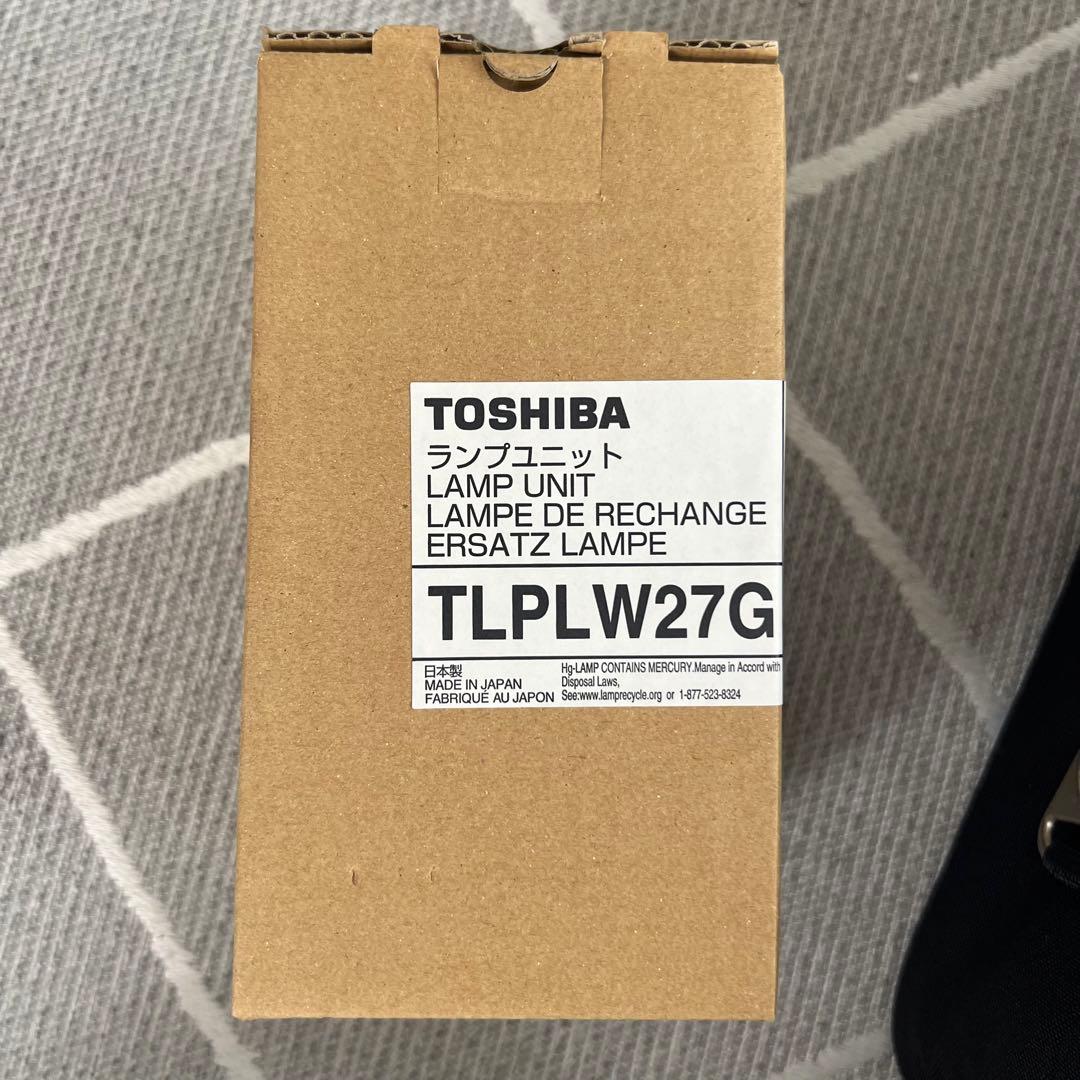 TOSHIBA
ランプユニット
LAMP UNIT
LAMPE DE RECHANGE
ERSATZ LAMPE
TLPLW27G
日本製
MADE IN JAPAN
FABRIQUÉ AU JAPON
Hg-LAMP CONTAINS MERCURY.Manage in Accord with
Disposal Laws,
See:www.lamprecycle.org or 1-877-523-8324